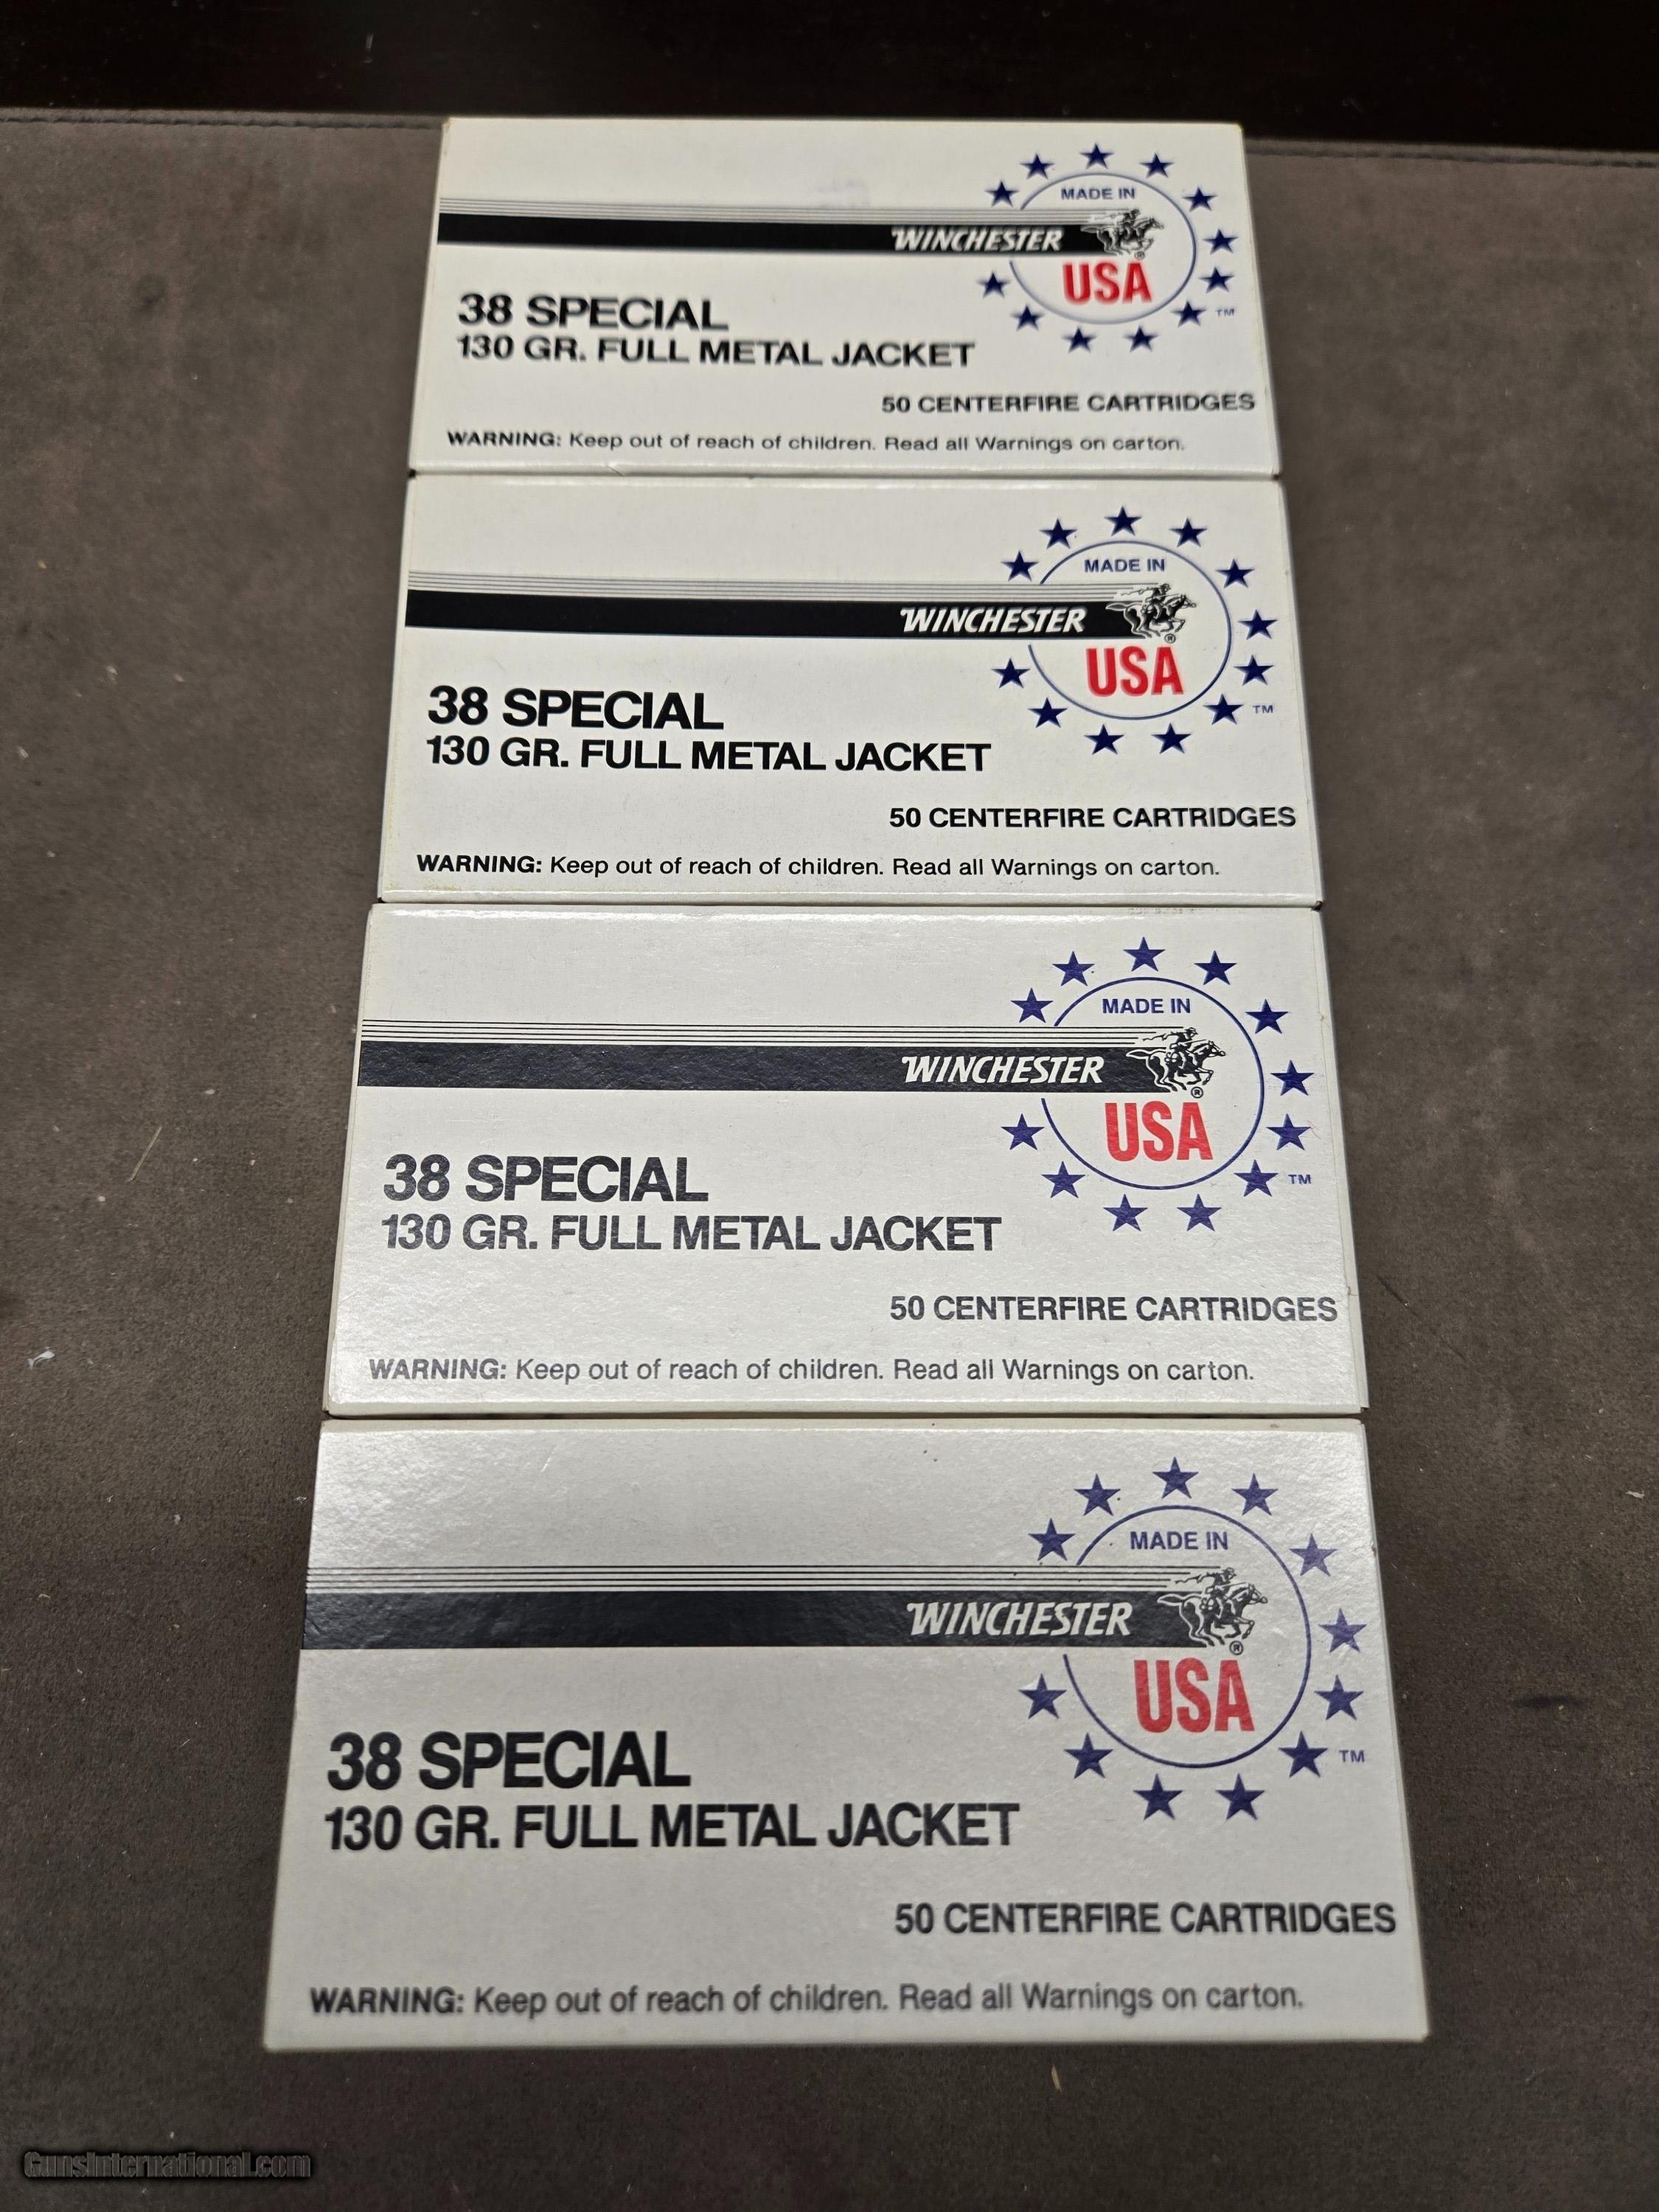 MADE IN
WINCHESTER
®
USA
TM
38 SPECIAL
130 GR. FULL METAL JACKET
50 CENTERFIRE CARTRIDGES
WARNING: Keep out of reach of children. Read all Warnings on carton.
MADE IN
WINCHESTER
®
USA
TM
38 SPECIAL
130 GR. FULL METAL JACKET
50 CENTERFIRE CARTRIDGES
WARNING: Keep out of reach of children. Read all Warnings on carton.
MADE IN
WINCHESTER
®
USA
TM
38 SPECIAL
130 GR. FULL METAL JACKET
50 CENTERFIRE CARTRIDGES
WARNING: Keep out of reach of children. Read all Warnings on carton.
MADE IN
WINCHESTER
®
USA
TM
38 SPECIAL
130 GR. FULL METAL JACKET
50 CENTERFIRE CARTRIDGES
WARNING: Keep out of reach of children. Read all Warnings on carton.
GunsInternational.com